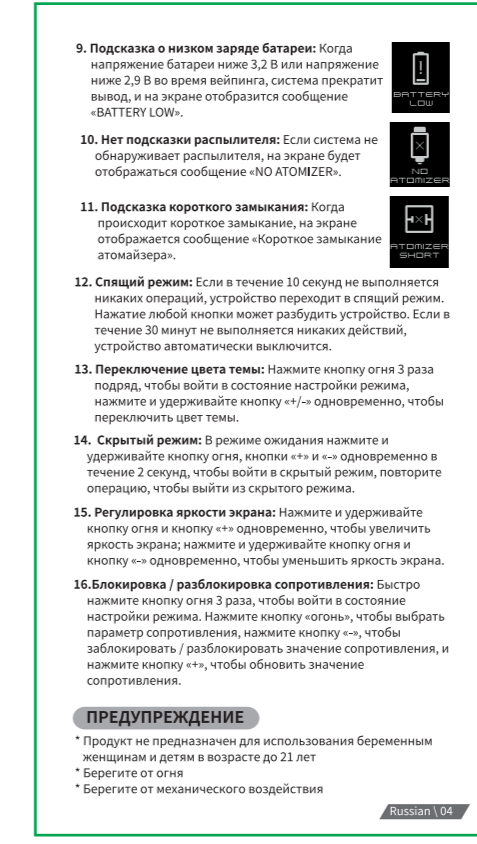 9. Подсказка о низком заряде батареи: Когда
напряжение батареи ниже 3,2 В или напряжение
ниже 2,9 В во время вейпинга, система прекратит
вывод, и на экране отобразится сообщение
«BATTERY LOW».
BATTERY
LOW
10. Нет подсказки распылителя: Если система не
обнаруживает распылителя, на экране будет
отображаться сообщение «NO ATOMIZER».
NO
ATOMIZER
11. Подсказка короткого замыкания: Когда
происходит короткое замыкание, на экране
отображается сообщение «Короткое замыкание
атомайзера».
ATOMIZER
SHORT
12. Спящий режим: Если в течение 10 секунд не выполняется
никаких операций, устройство переходит в спящий режим.
Нажатие любой кнопки может разбудить устройство. Если в
течение 30 минут не выполняется никаких действий,
устройство автоматически выключится.
13. Переключение цвета темы: Нажмите кнопку огня 3 раза
подряд, чтобы войти в состояние настройки режима,
нажмите и удерживайте кнопку «+/-» одновременно, чтобы
переключить цвет темы.
14. Скрытый режим: В режиме ожидания нажмите и
удерживайте кнопку огня, кнопки «+» и «-» одновременно в
течение 2 секунд, чтобы войти в скрытый режим, повторите
операцию, чтобы выйти из скрытого режима.
15. Регулировка яркости экрана: Нажмите и удерживайте
кнопку огня и кнопку «+» одновременно, чтобы увеличить
яркость экрана; нажмите и удерживайте кнопку огня и
кнопку «-» одновременно, чтобы уменьшить яркость экрана.
16.Блокировка / разблокировка сопротивления: Быстро
нажмите кнопку огня 3 раза, чтобы войти в состояние
настройки режима. Нажмите кнопку «огонь», чтобы выбрать
параметр сопротивления, нажмите кнопку «-», чтобы
заблокировать / разблокировать значение сопротивления, и
нажмите кнопку «+», чтобы обновить значение
сопротивления.
ПРЕДУПРЕЖДЕНИЕ
* Продукт не предназначен для использования беременным
женщинам и детям в возрасте до 21 лет
* Берегите от огня
* Берегите от механического воздействия
Russian \ 04